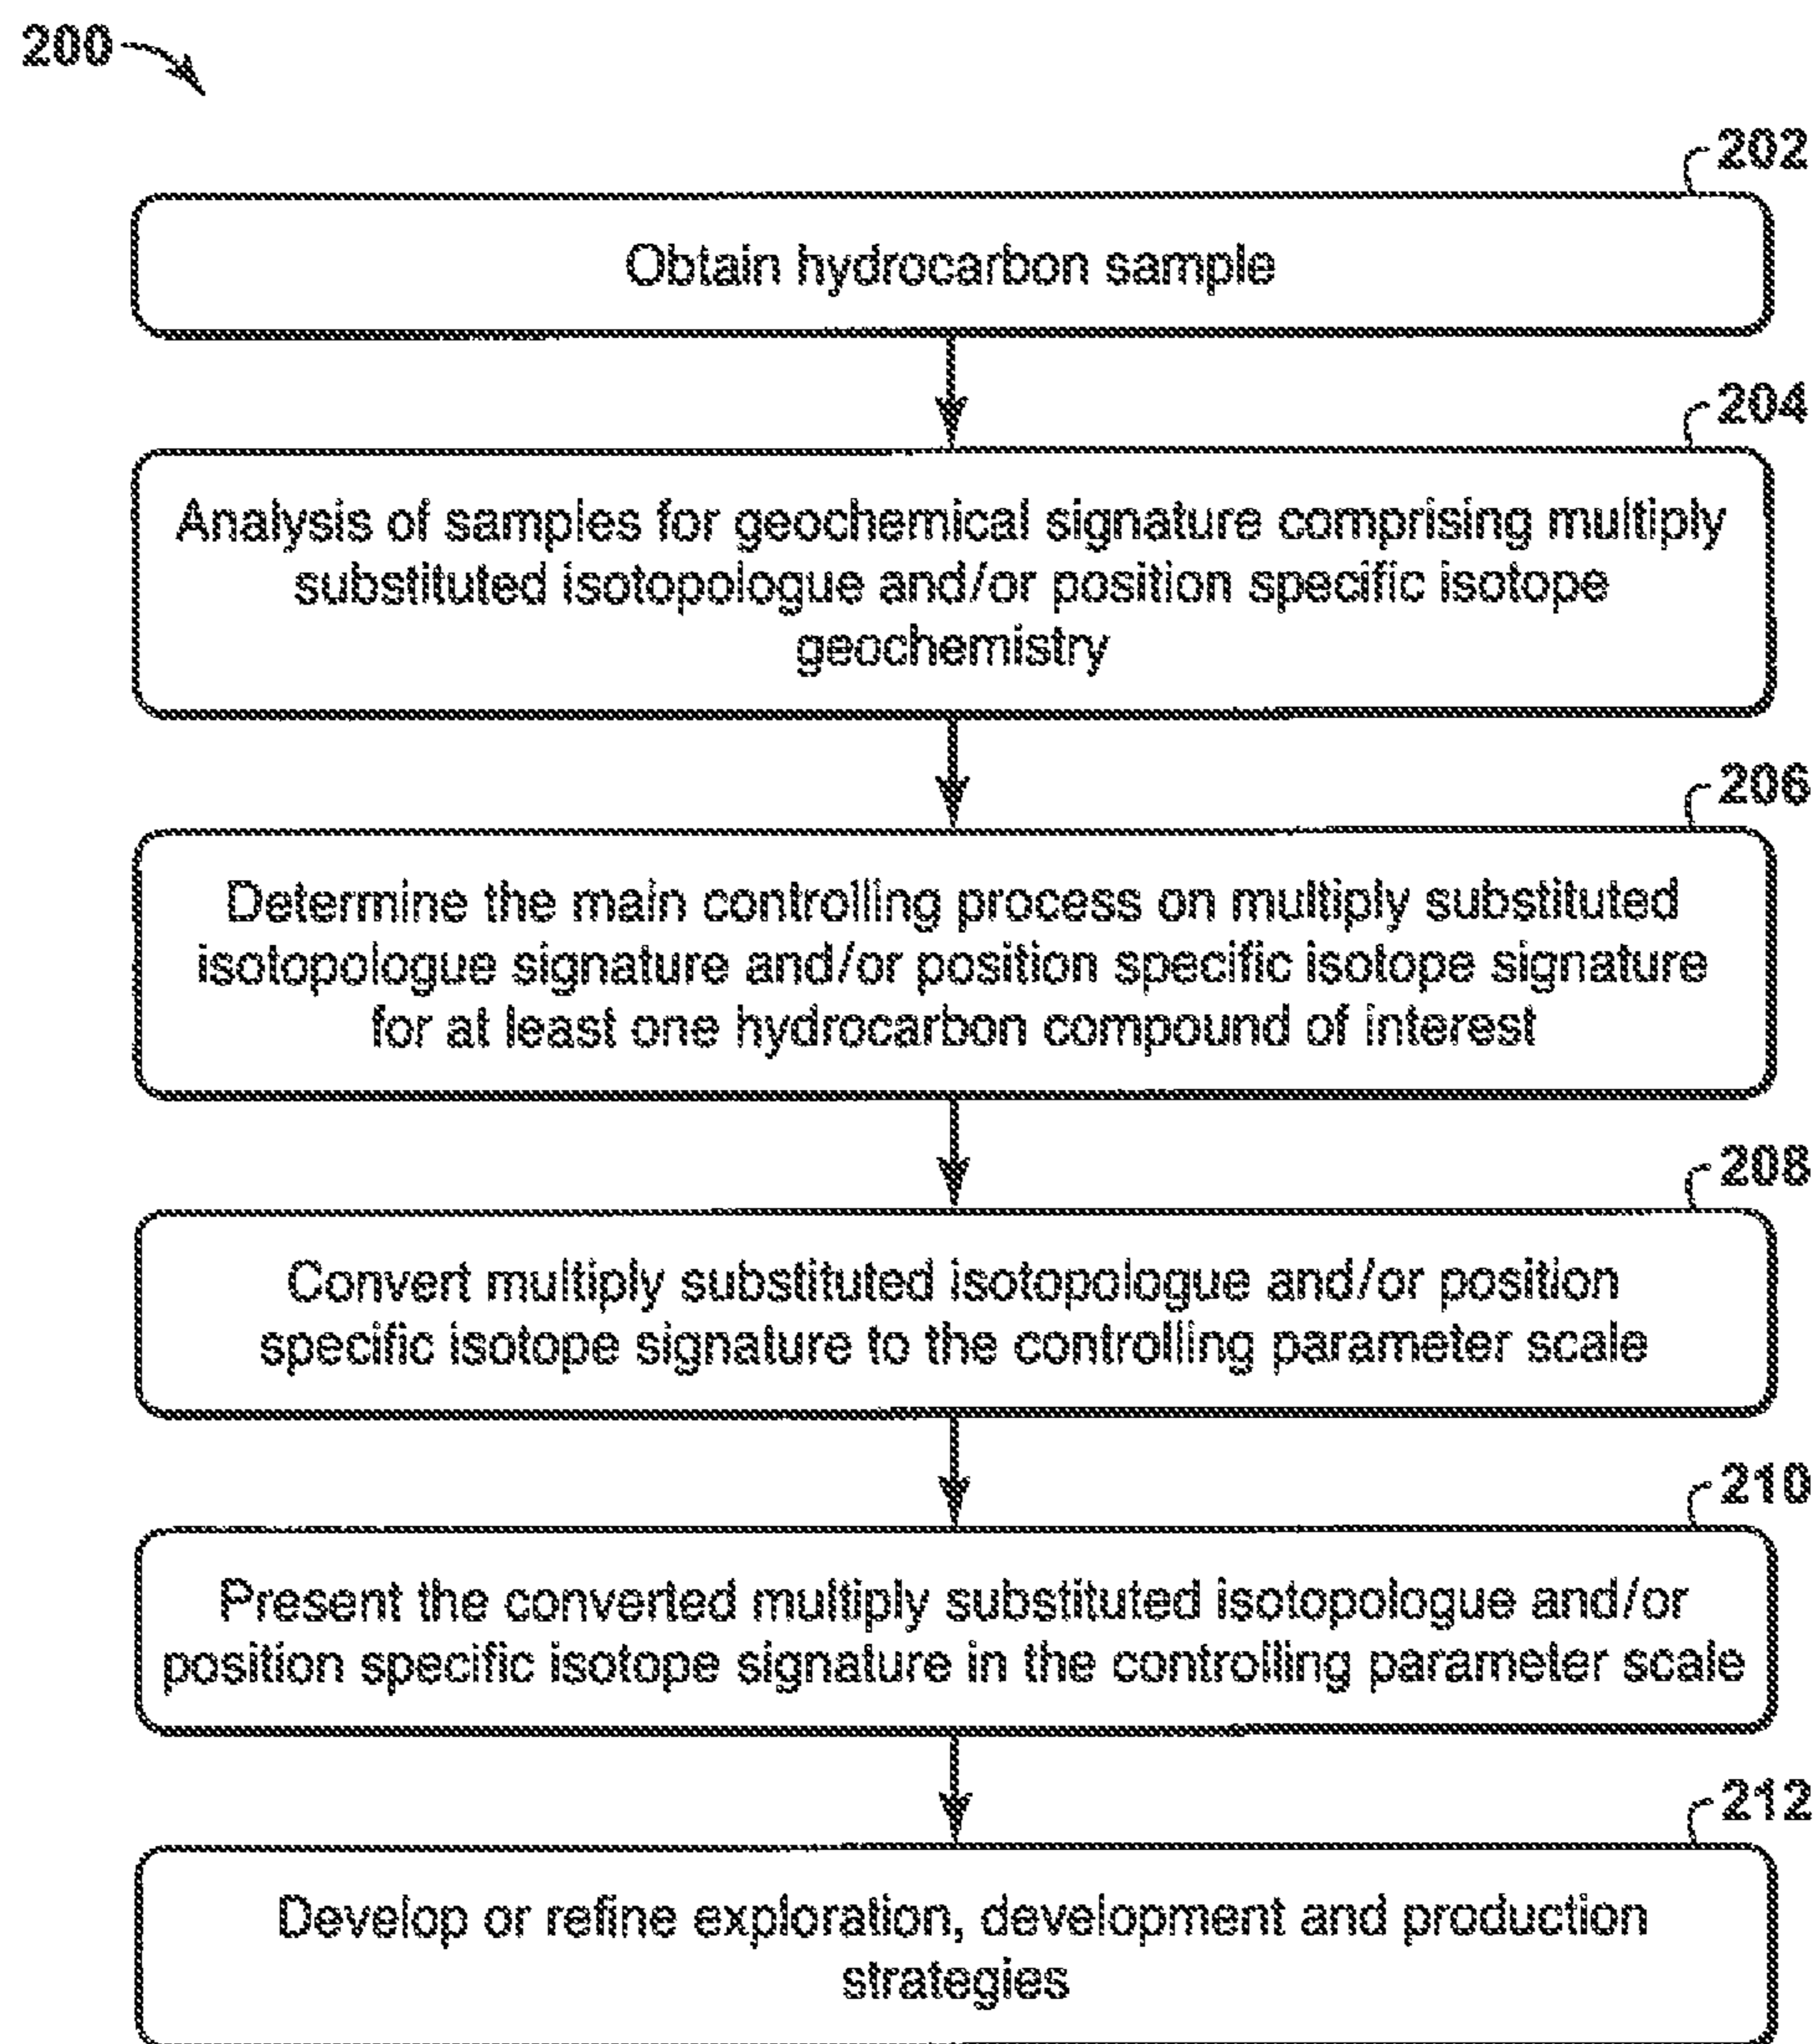 200
202
Obtain hydrocarbon sample
204
Analysis of samples for geochemical signature comprising multiply
substituted isotopologue and/or position specific isotope
geochemistry
206
Determine the main controlling process on multiply substituted
isotopologue signature and/or position specific isotope signature
for at least one hydrocarbon compound of interest
208
Convert multiply substituted isotopologue and/or position
specific isotope signature to the controlling parameter scale
210
Present the converted multiply substituted isotopologue and/or
position specific isotope signature in the controlling parameter scale
212
Develop or refine exploration, development and production
strategies